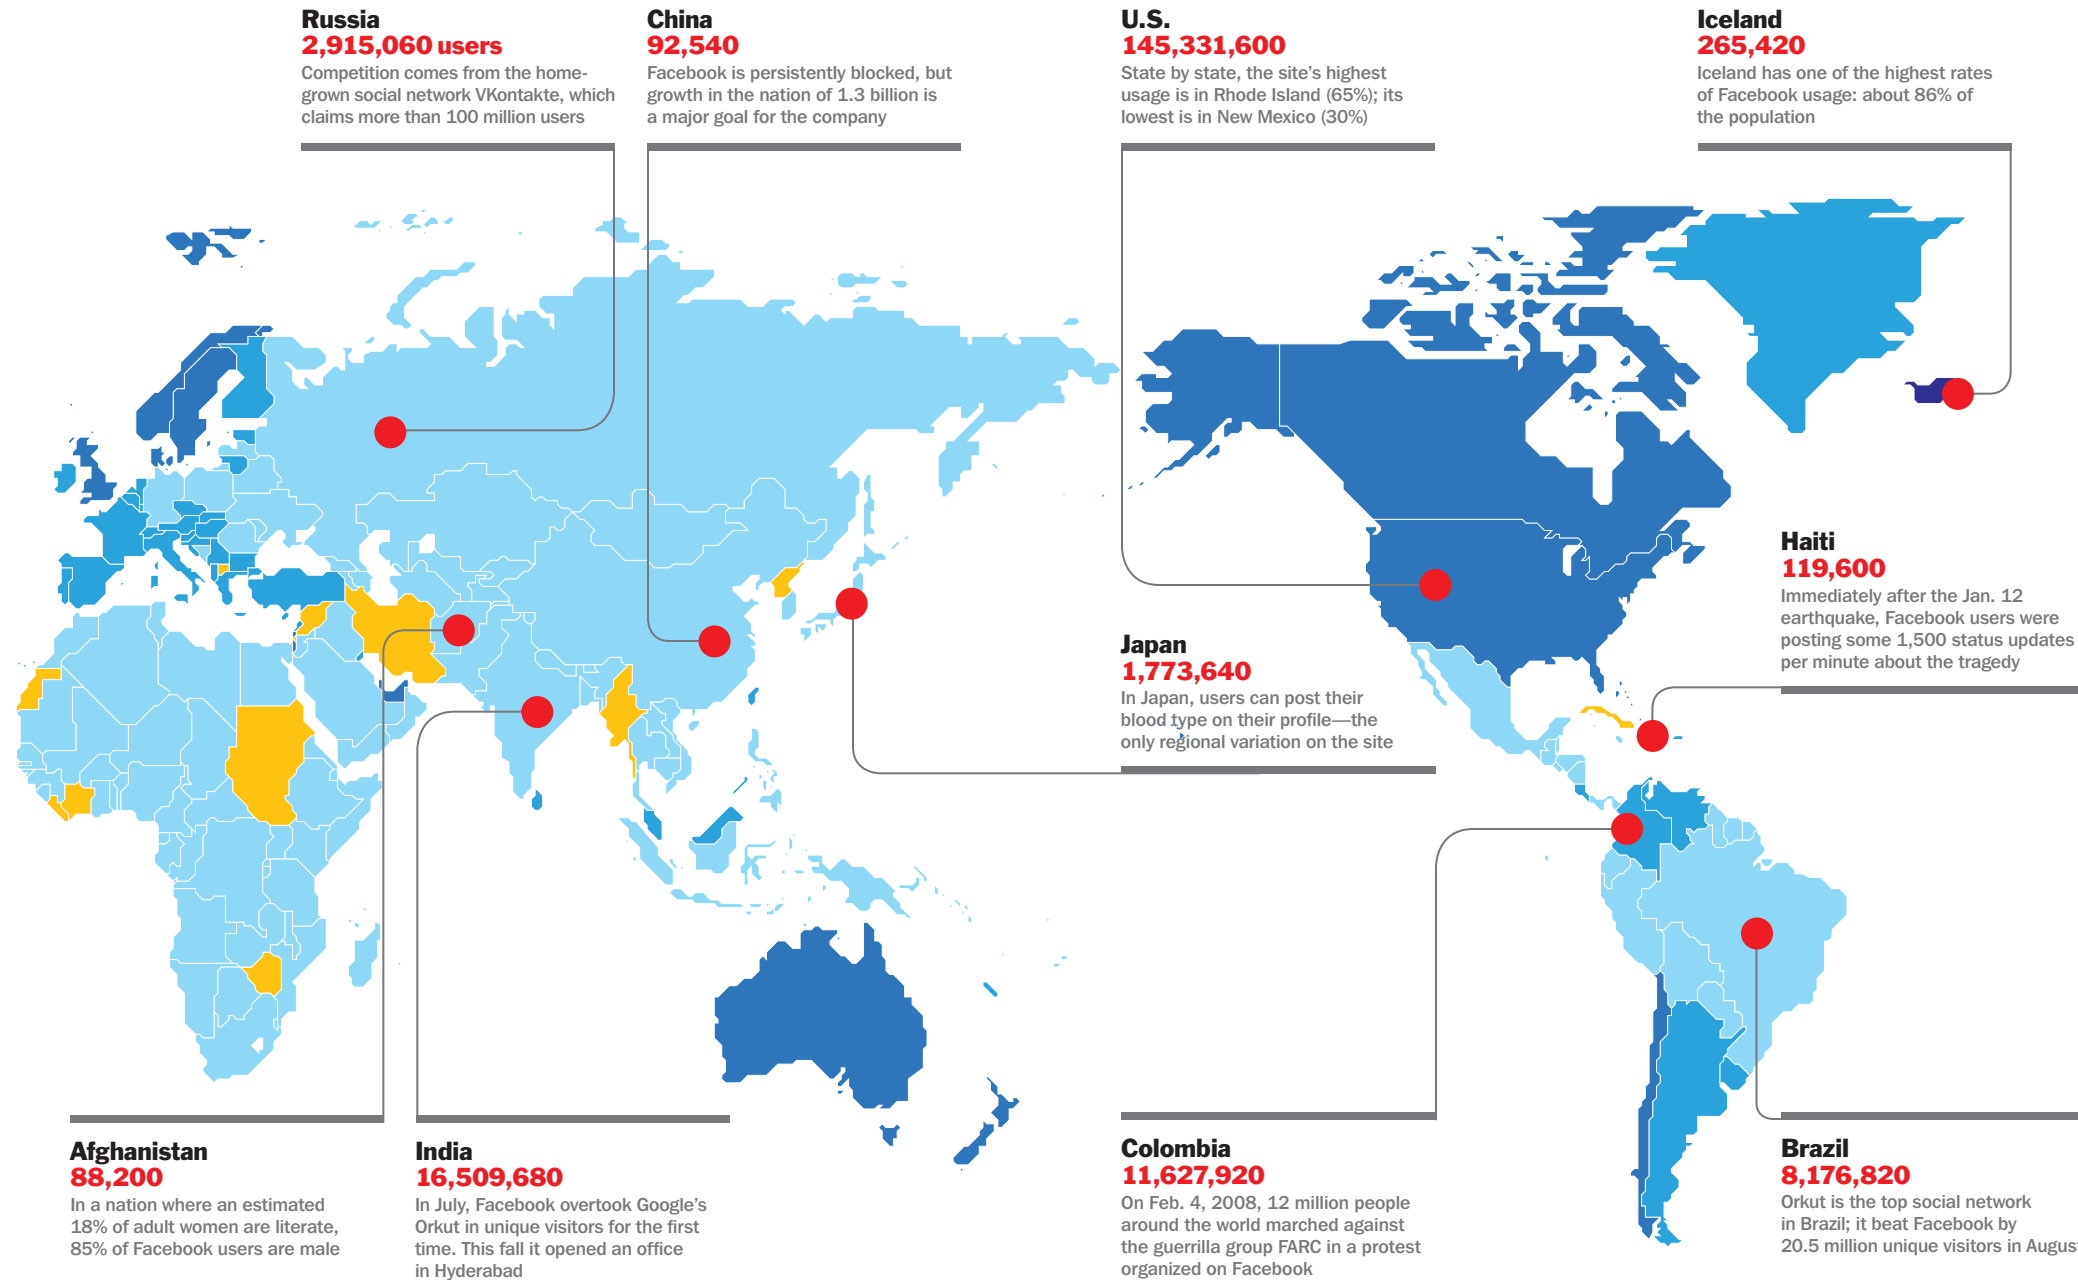 Russia
2,915,060 users
Competition comes from the home-
grown social network VKontakte, which
claims more than 100 million users
China
92,540
Facebook is persistently blocked, but
growth in the nation of 1.3 billion is
a major goal for the company
U.S.
145,331,600
State by state, the site's highest
usage is in Rhode Island (65%); its
lowest is in New Mexico (30%)
Iceland
265,420
Iceland has one of the highest rates
of Facebook usage: about 86% of
the population
Haiti
119,600
Immediately after the Jan. 12
earthquake, Facebook users were
posting some 1,500 status updates
per minute about the tragedy
Japan
1,773,640
In Japan, users can post their
blood type on their profile—the
only regional variation on the site
Afghanistan
88,200
In a nation where an estimated
18% of adult women are literate,
85% of Facebook users are male
India
16,509,680
In July, Facebook overtook Google's
Orkut in unique visitors for the first
time. This fall it opened an office
in Hyderabad
Colombia
11,627,920
On Feb. 4, 2008, 12 million people
around the world marched against
the guerrilla group FARC in a protest
organized on Facebook
Brazil
8,176,820
Orkut is the top social network
in Brazil; it beat Facebook by
20.5 million unique visitors in August